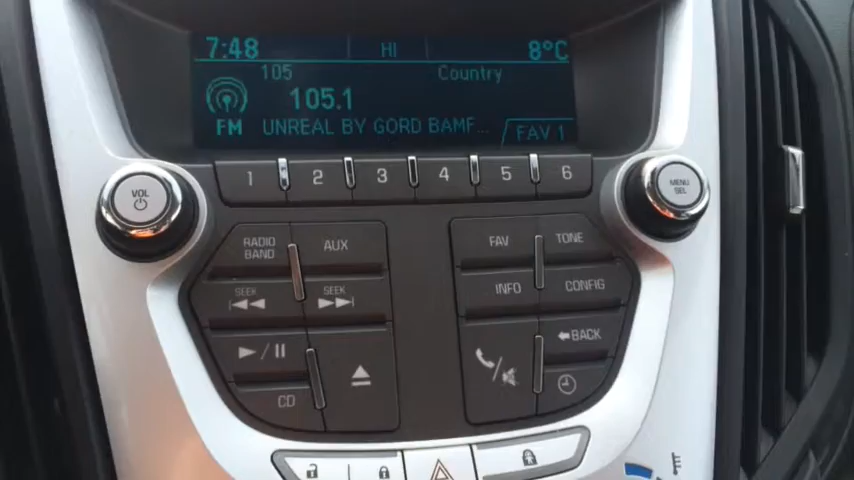 7:48 HI 8°C
105 Country
105.1
FM UNREAL BY GORD BAMF... FAV 1
1 2 3 4 5 6
VOL
MENU
SEL
RADIO
BAND
AUX
FAV
TONE
SEEK
SEEK
INFO
CONFIG
BACK
CD